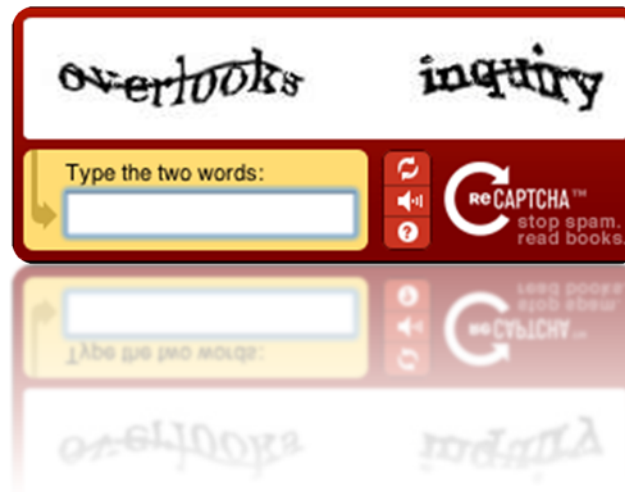 overlooks inquiry
Type the two words:
reCAPTCHA™
stop spam.
read books.